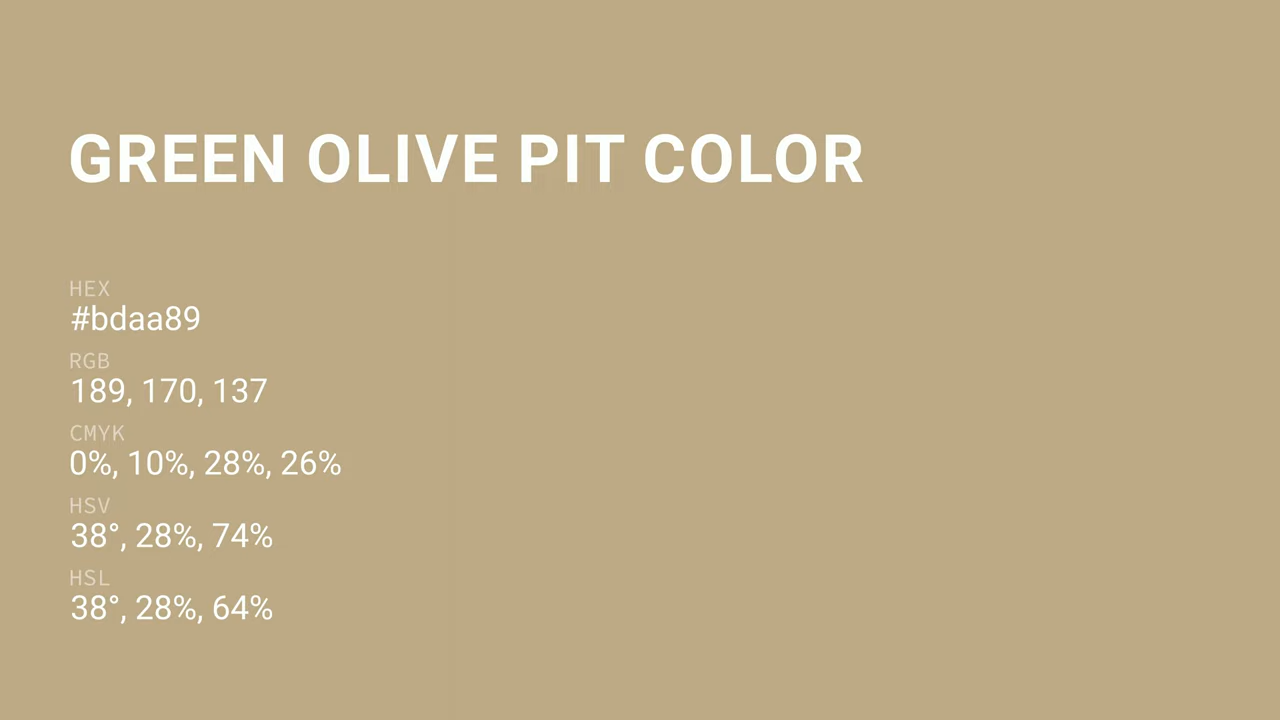 GREEN OLIVE PIT COLOR
HEX
#bdaa89
RGB
189, 170, 137
CMYK
0%, 10%, 28%, 26%
HSV
38°, 28%, 74%
HSL
38°, 28%, 64%